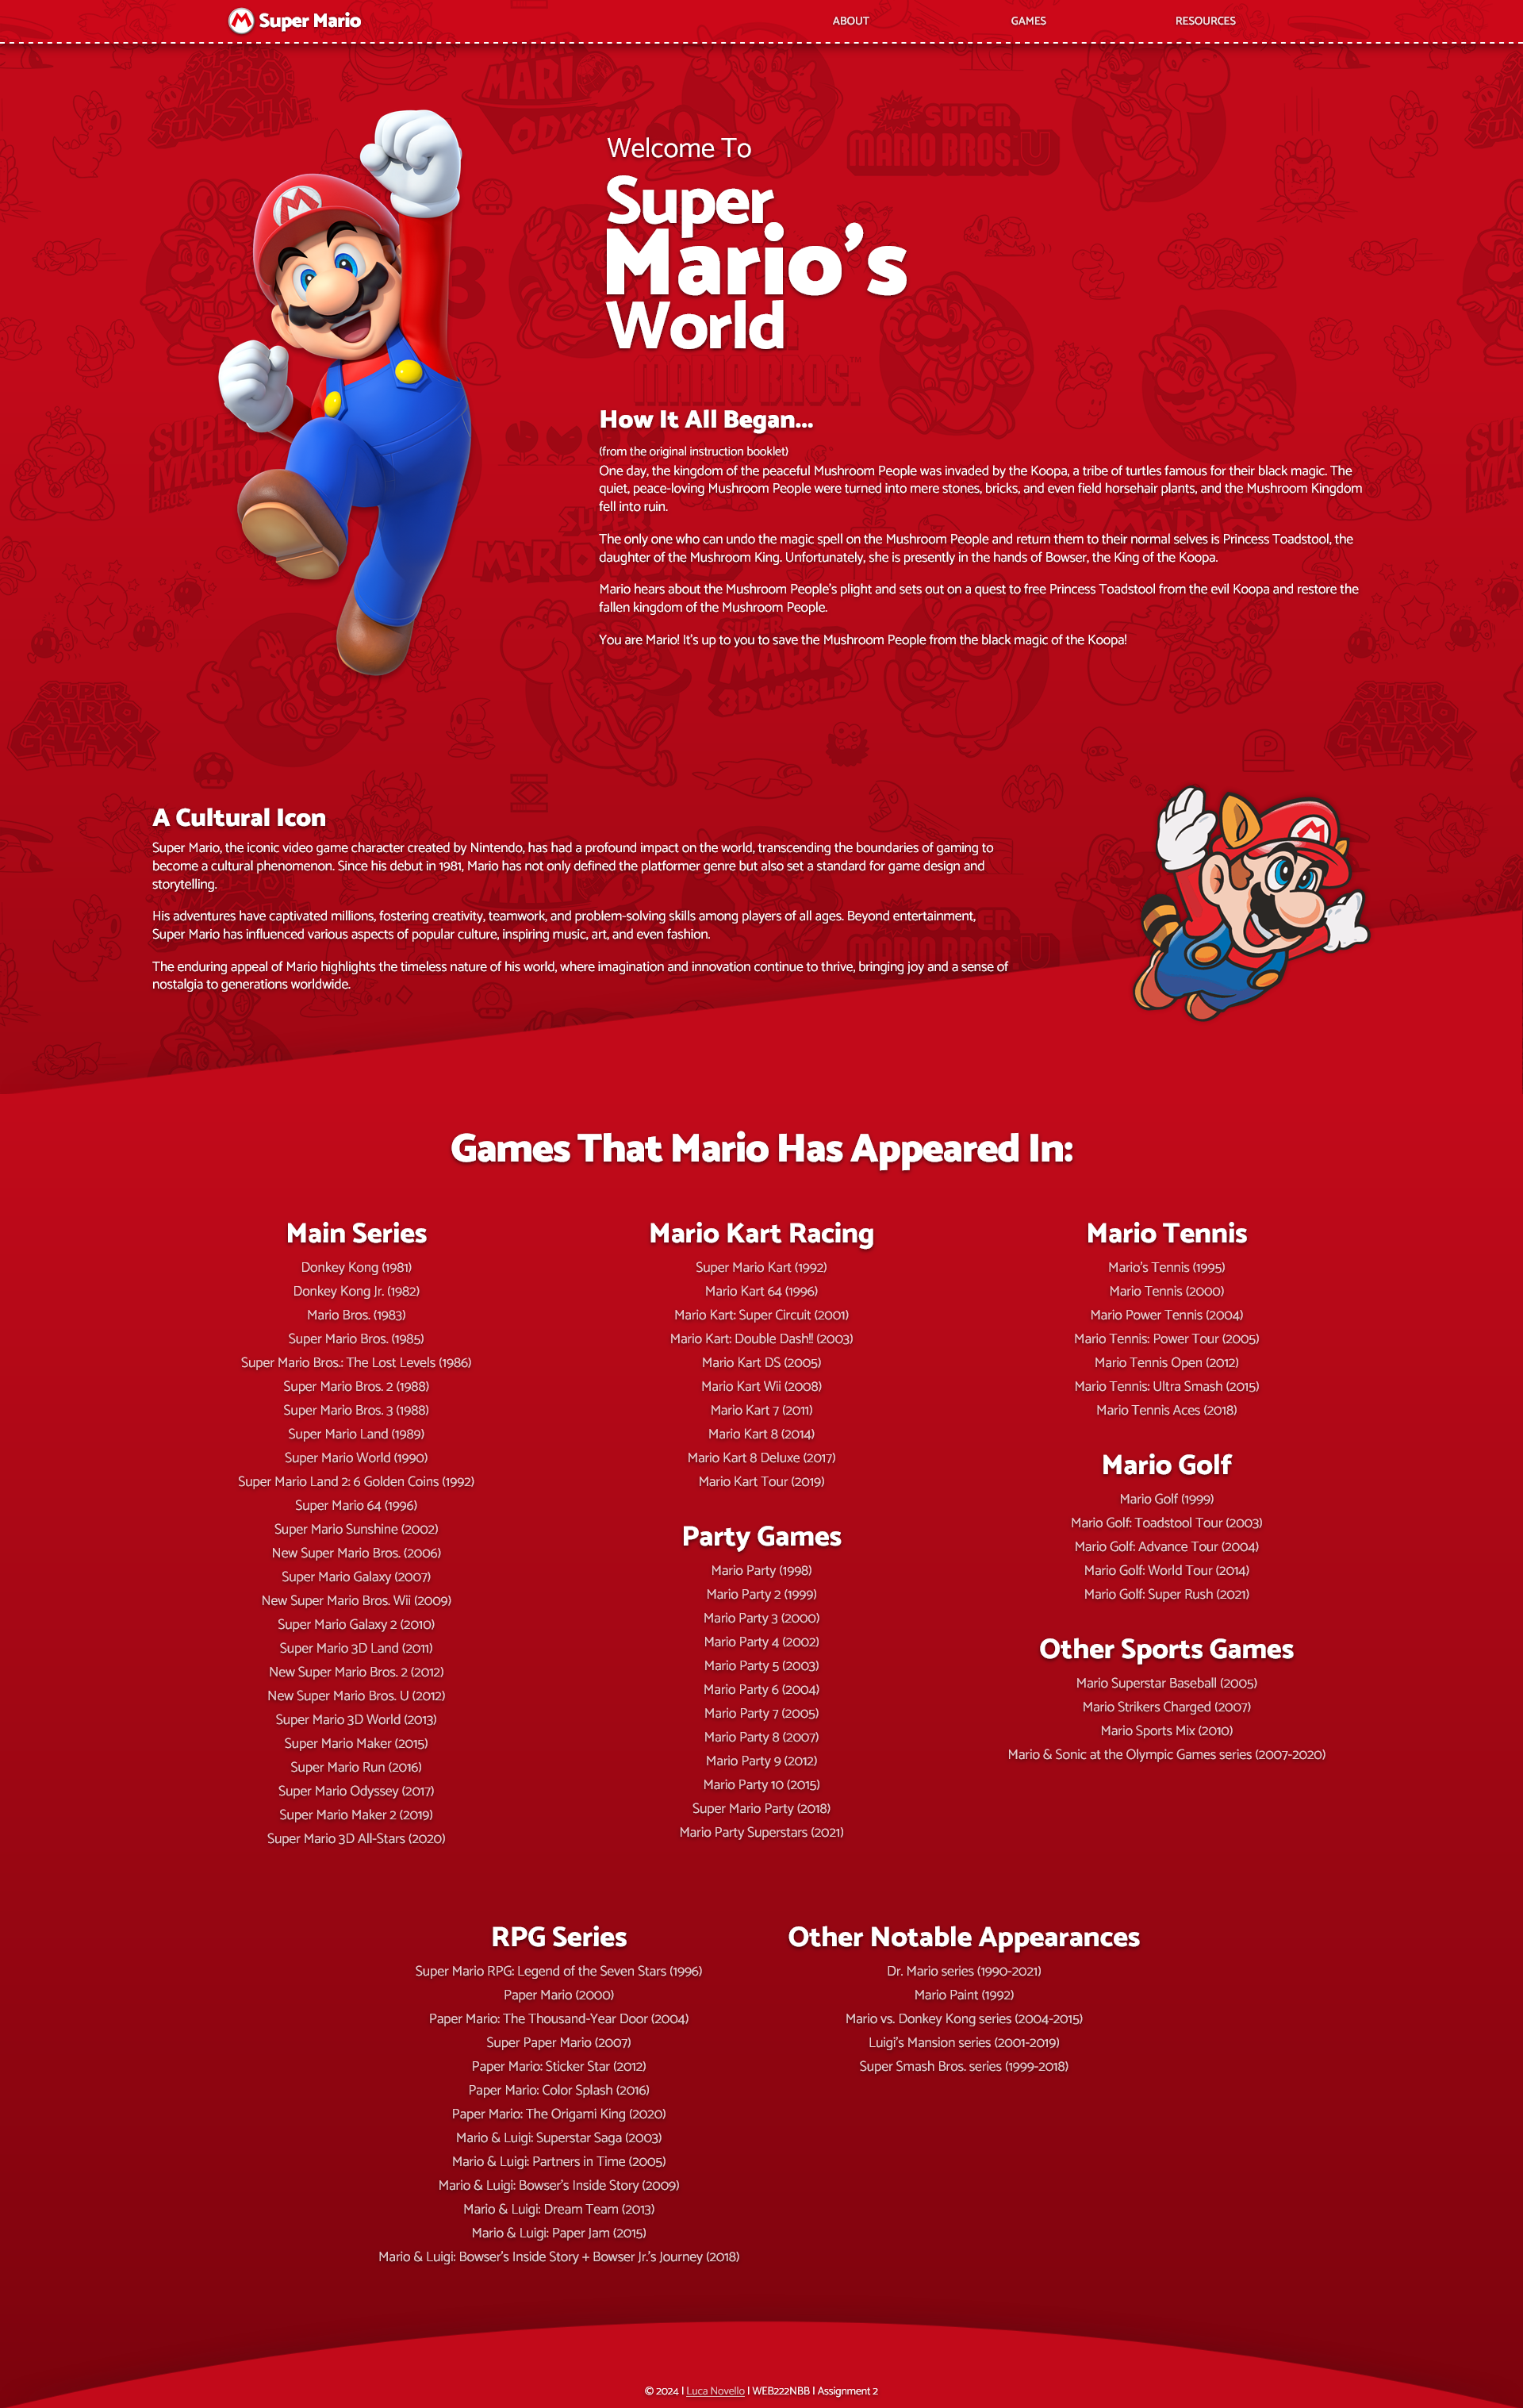 Super Mario
ABOUT
GAMES
RESOURCES
Welcome To
Super
Mario's
World
How It All Began...
(from the original instruction booklet)
One day, the kingdom of the peaceful Mushroom People was invaded by the Koopa, a tribe of turtles famous for their black magic. The
quiet, peace-loving Mushroom People were turned into mere stones, bricks, and even field horsehair plants, and the Mushroom Kingdom
fell into ruin.
The only one who can undo the magic spell on the Mushroom People and return them to their normal selves is Princess Toadstool, the
daughter of the Mushroom King. Unfortunately, she is presently in the hands of Bowser, the King of the Koopa.
Mario hears about the Mushroom People's plight and sets out on a quest to free Princess Toadstool from the evil Koopa and restore the
fallen kingdom of the Mushroom People.
You are Mario! It's up to you to save the Mushroom People from the black magic of the Koopa!
A Cultural Icon
Super Mario, the iconic video game character created by Nintendo, has had a profound impact on the world, transcending the boundaries of gaming to
become a cultural phenomenon. Since his debut in 1981, Mario has not only defined the platformer genre but also set a standard for game design and
storytelling.
His adventures have captivated millions, fostering creativity, teamwork, and problem-solving skills among players of all ages. Beyond entertainment,
Super Mario has influenced various aspects of popular culture, inspiring music, art, and even fashion.
The enduring appeal of Mario highlights the timeless nature of his world, where imagination and innovation continue to thrive, bringing joy and a sense of
nostalgia to generations worldwide.
Games That Mario Has Appeared In:
Main Series
Donkey Kong (1981)
Donkey Kong Jr. (1982)
Mario Bros. (1983)
Super Mario Bros. (1985)
Super Mario Bros.: The Lost Levels (1986)
Super Mario Bros. 2 (1988)
Super Mario Bros. 3 (1988)
Super Mario Land (1989)
Super Mario World (1990)
Super Mario Land 2: 6 Golden Coins (1992)
Super Mario 64 (1996)
Super Mario Sunshine (2002)
New Super Mario Bros. (2006)
Super Mario Galaxy (2007)
New Super Mario Bros. Wii (2009)
Super Mario Galaxy 2 (2010)
Super Mario 3D Land (2011)
New Super Mario Bros. 2 (2012)
New Super Mario Bros. U (2012)
Super Mario 3D World (2013)
Super Mario Maker (2015)
Super Mario Run (2016)
Super Mario Odyssey (2017)
Super Mario Maker 2 (2019)
Super Mario 3D All-Stars (2020)
Mario Kart Racing
Super Mario Kart (1992)
Mario Kart 64 (1996)
Mario Kart: Super Circuit (2001)
Mario Kart: Double Dash!! (2003)
Mario Kart DS (2005)
Mario Kart Wii (2008)
Mario Kart 7 (2011)
Mario Kart 8 (2014)
Mario Kart 8 Deluxe (2017)
Mario Kart Tour (2019)
Party Games
Mario Party (1998)
Mario Party 2 (1999)
Mario Party 3 (2000)
Mario Party 4 (2002)
Mario Party 5 (2003)
Mario Party 6 (2004)
Mario Party 7 (2005)
Mario Party 8 (2007)
Mario Party 9 (2012)
Mario Party 10 (2015)
Super Mario Party (2018)
Mario Party Superstars (2021)
Mario Tennis
Mario's Tennis (1995)
Mario Tennis (2000)
Mario Power Tennis (2004)
Mario Tennis: Power Tour (2005)
Mario Tennis Open (2012)
Mario Tennis: Ultra Smash (2015)
Mario Tennis Aces (2018)
Mario Golf
Mario Golf (1999)
Mario Golf: Toadstool Tour (2003)
Mario Golf: Advance Tour (2004)
Mario Golf: World Tour (2014)
Mario Golf: Super Rush (2021)
Other Sports Games
Mario Superstar Baseball (2005)
Mario Strikers Charged (2007)
Mario Sports Mix (2010)
Mario & Sonic at the Olympic Games series (2007-2020)
RPG Series
Super Mario RPG: Legend of the Seven Stars (1996)
Paper Mario (2000)
Paper Mario: The Thousand-Year Door (2004)
Super Paper Mario (2007)
Paper Mario: Sticker Star (2012)
Paper Mario: Color Splash (2016)
Paper Mario: The Origami King (2020)
Mario & Luigi: Superstar Saga (2003)
Mario & Luigi: Partners in Time (2005)
Mario & Luigi: Bowser's Inside Story (2009)
Mario & Luigi: Dream Team (2013)
Mario & Luigi: Paper Jam (2015)
Mario & Luigi: Bowser's Inside Story + Bowser Jr.'s Journey (2018)
Other Notable Appearances
Dr. Mario series (1990-2021)
Mario Paint (1992)
Mario vs. Donkey Kong series (2004-2015)
Luigi's Mansion series (2001-2019)
Super Smash Bros. series (1999-2018)
© 2024 | Luca Novello | WEB222NBB | Assignment 2